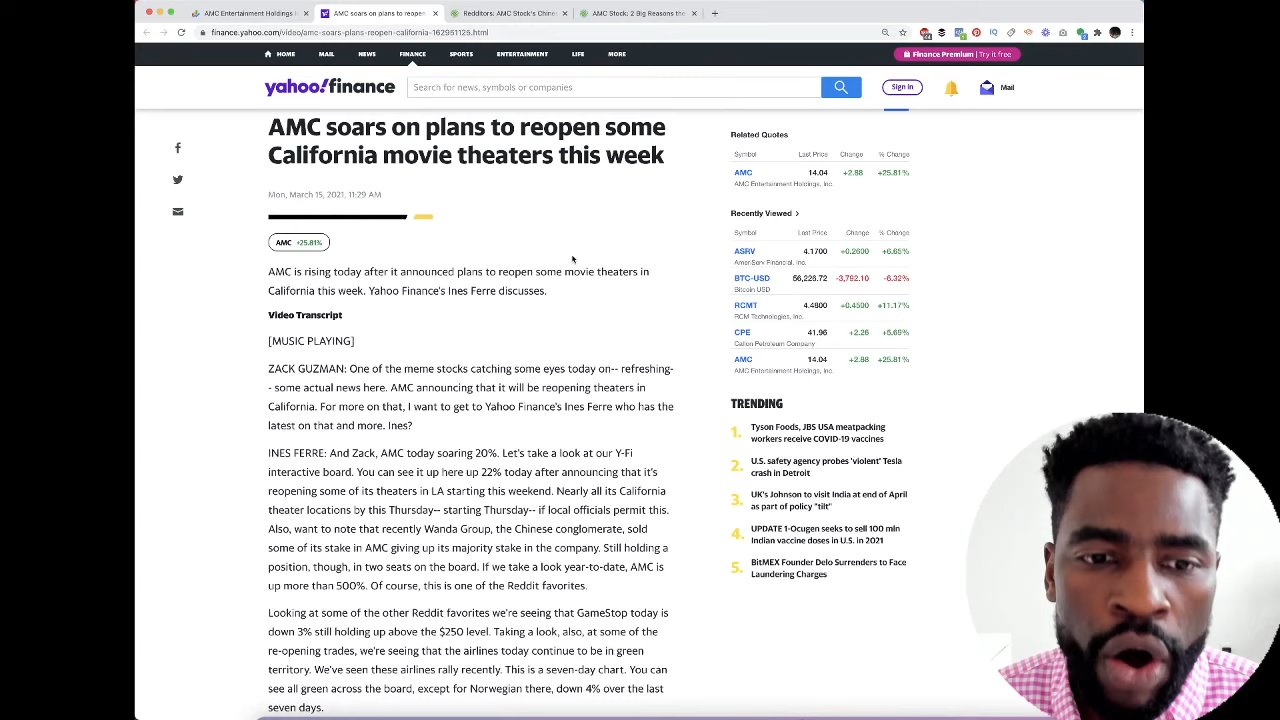 AMC Entertainment Holdings I
AMC soars on plans to reopen
Redditors: AMC Stock's Chines
AMC Stock: 2 Big Reasons the
finance.yahoo.com/video/amc-soars-plans-reopen-california-162951125.html
HOME MAIL NEWS FINANCE SPORTS ENTERTAINMENT LIFE MORE
Finance Premium | Try it free
yahoo!finance
Search for news, symbols or companies
Sign in
Mail
AMC soars on plans to reopen some
California movie theaters this week
Mon, March 15, 2021, 11:29 AM
AMC +25.81%
AMC is rising today after it announced plans to reopen some movie theaters in
California this week. Yahoo Finance's Ines Ferre discusses.
Video Transcript
[MUSIC PLAYING]
ZACK GUZMAN: One of the meme stocks catching some eyes today on-- refreshing-
- some actual news here. AMC announcing that it will be reopening theaters in
California. For more on that, I want to get to Yahoo Finance's Ines Ferre who has the
latest on that and more. Ines?
INES FERRE: And Zack, AMC today soaring 20%. Let's take a look at our Y-Fi
interactive board. You can see it up here up 22% today after announcing that it's
reopening some of its theaters in LA starting this weekend. Nearly all its California
theater locations by this Thursday-- starting Thursday-- if local officials permit this.
Also, want to note that recently Wanda Group, the Chinese conglomerate, sold
some of its stake in AMC giving up its majority stake in the company. Still holding a
position, though, in two seats on the board. If we take a look year-to-date, AMC is
up more than 500%. Of course, this is one of the Reddit favorites.
Looking at some of the other Reddit favorites we're seeing that GameStop today is
down 3% still holding up above the $250 level. Taking a look, also, at some of the
re-opening trades, we're seeing that the airlines today continue to be in green
territory. We've seen these airlines rally recently. This is a seven-day chart. You can
see all green across the board, except for Norwegian there, down 4% over the last
seven days.
Related Quotes
Symbol Last Price Change % Change
AMC 14.04 +2.88 +25.81%
AMC Entertainment Holdings, Inc.
Recently Viewed
Symbol Last Price Change % Change
ASRV 4.1700 +0.2600 +6.65%
AmeriServ Financial, Inc.
BTC-USD 56,226.72 -3,792.10 -6.32%
Bitcoin USD
RCMT 4.4800 +0.4500 +11.17%
RCM Technologies, Inc.
CPE 41.96 +2.26 +5.69%
Callon Petroleum Company
AMC 14.04 +2.88 +25.81%
AMC Entertainment Holdings, Inc.
TRENDING
1. Tyson Foods, JBS USA meatpacking
workers receive COVID-19 vaccines
2. U.S. safety agency probes 'violent' Tesla
crash in Detroit
3. UK's Johnson to visit India at end of April
as part of policy "tilt"
4. UPDATE 1-Ocugen seeks to sell 100 mln
Indian vaccine doses in U.S. in 2021
5. BitMEX Founder Delo Surrenders to Face
Laundering Charges